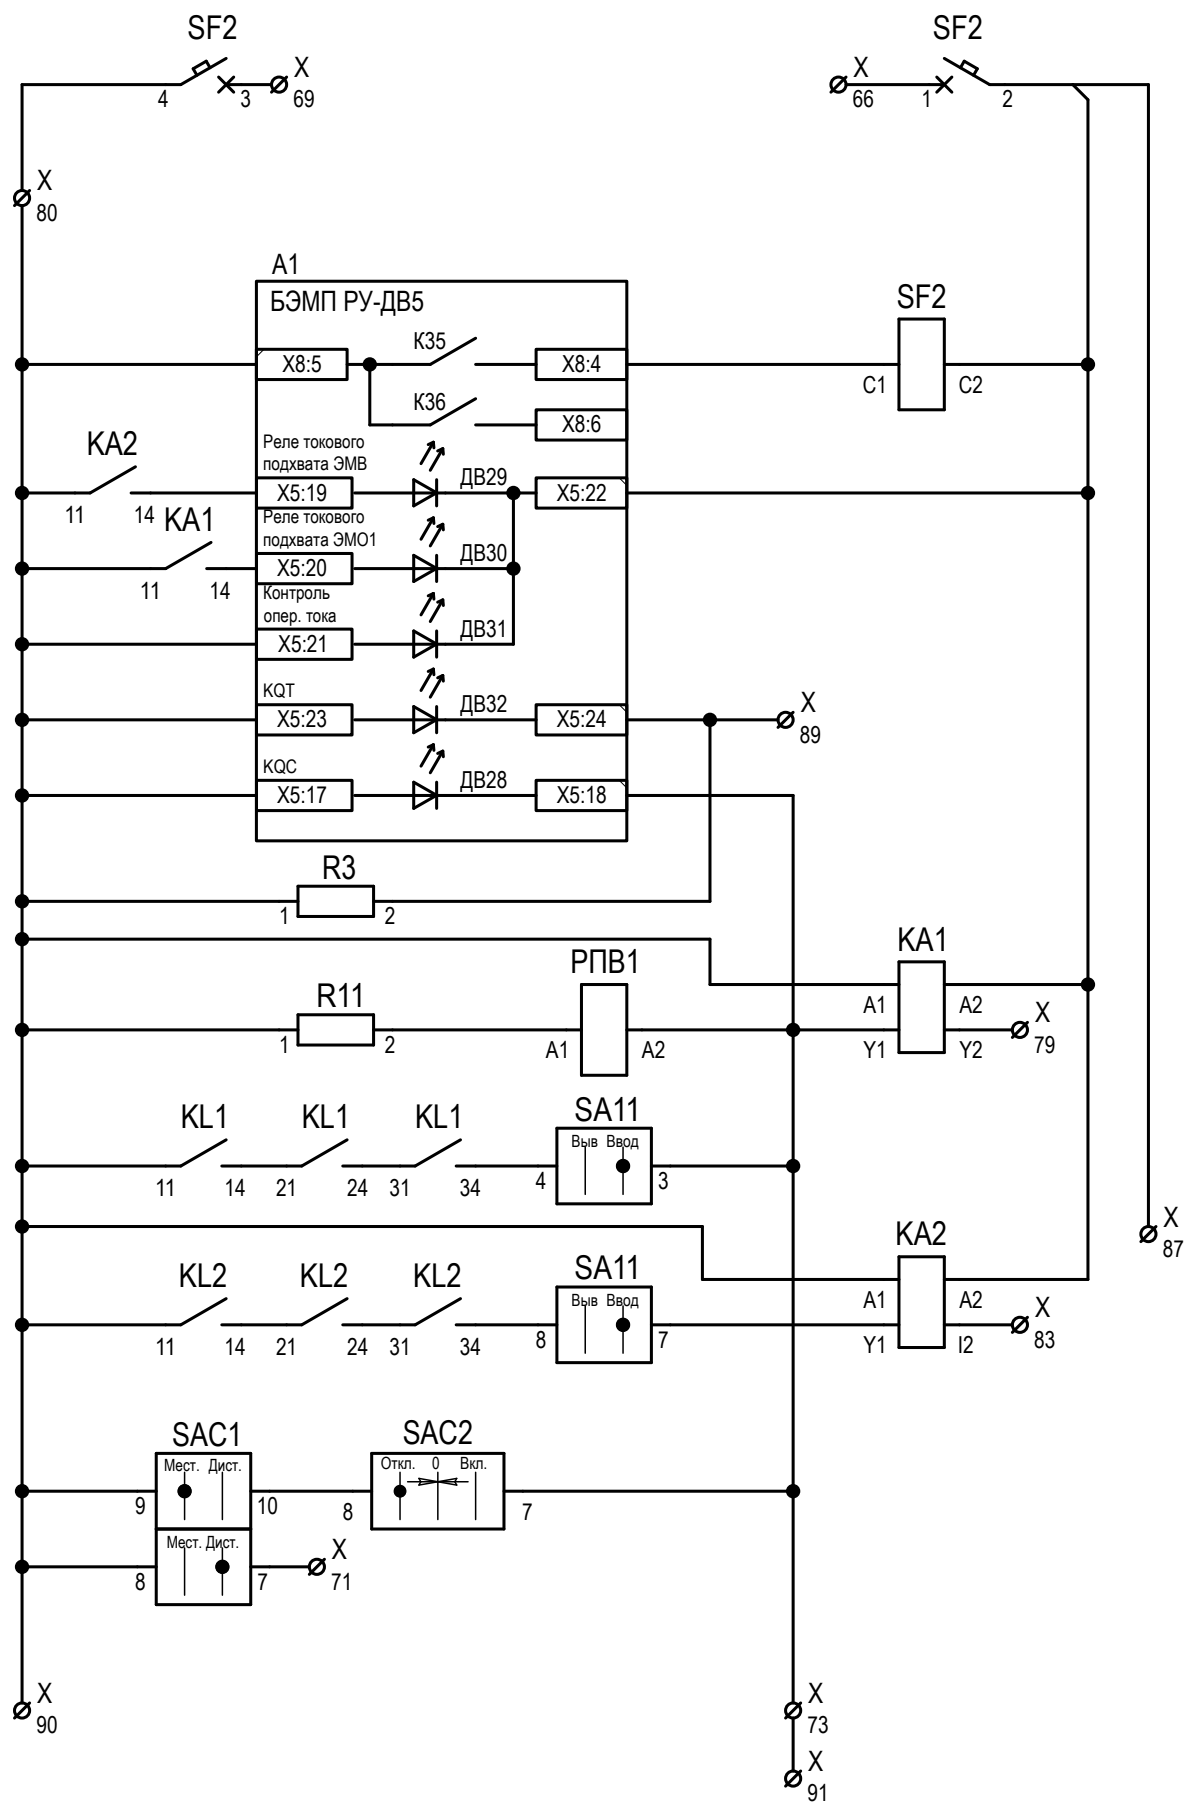 SF2
SF2
X
X
4
3
69
66
1
2
X
80
A1
БЭМП РУ-ДВ5
SF2
K35
X8:5
X8:4
C1
C2
K36
X8:6
KA2
Реле токового
подхвата ЭМВ
ДВ29
X5:19
X5:22
11
14
KA1
Реле токового
подхвата ЭМО1
ДВ30
X5:20
11
14
Контроль
опер. тока
ДВ31
X5:21
KQT
ДВ32
X
X5:23
X5:24
89
KQC
ДВ28
X5:17
X5:18
R3
1
2
KA1
РПВ1
R11
A1
A2
X
1
2
A1
A2
Y1
Y2
79
KL1
KL1
KL1
SA11
Выв
Ввод
11
14
21
24
31
34
4
3
X
87
KA2
KL2
KL2
KL2
SA11
Выв
Ввод
A1
A2
X
11
14
21
24
31
34
8
7
Y1
I2
83
SAC1
SAC2
Мест.
Дист.
Откл.
0
Вкл.
9
10
8
7
Мест.
Дист.
X
8
7
71
X
90
X
73
X
91